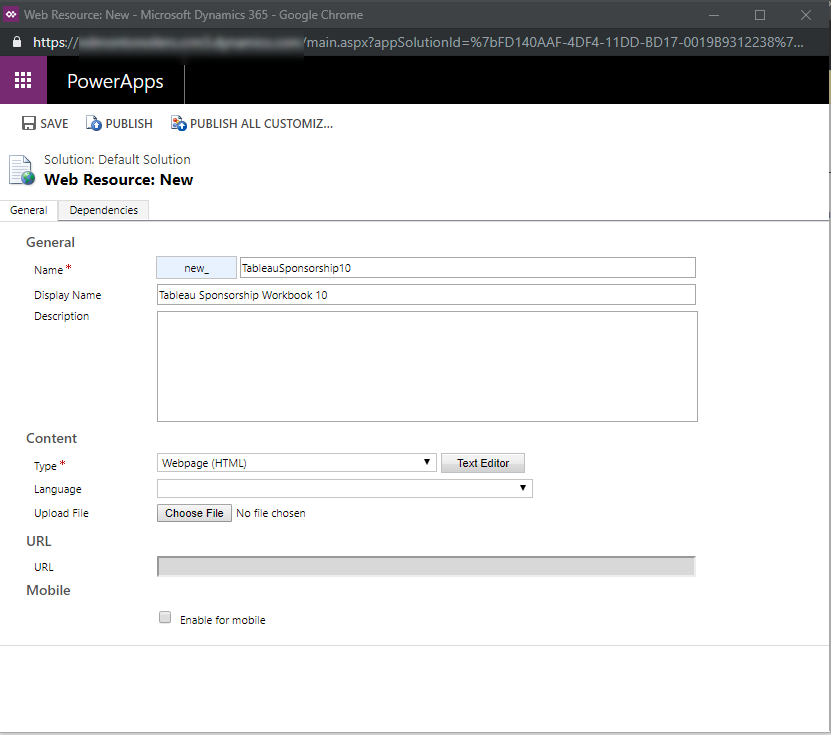 Web Resource: New - Microsoft Dynamics 365 - Google Chrome
https:// /main.aspx?appSolutionId=%7bFD140AAF-4DF4-11DD-BD17-0019B9312238%7...
PowerApps
SAVE PUBLISH PUBLISH ALL CUSTOMIZ...
Solution: Default Solution
Web Resource: New
General Dependencies
General
Name * new_ TableauSponsorship10
Display Name Tableau Sponsorship Workbook 10
Description
Content
Type * Webpage (HTML) Text Editor
Language
Upload File Choose File No file chosen
URL
URL
Mobile
Enable for mobile